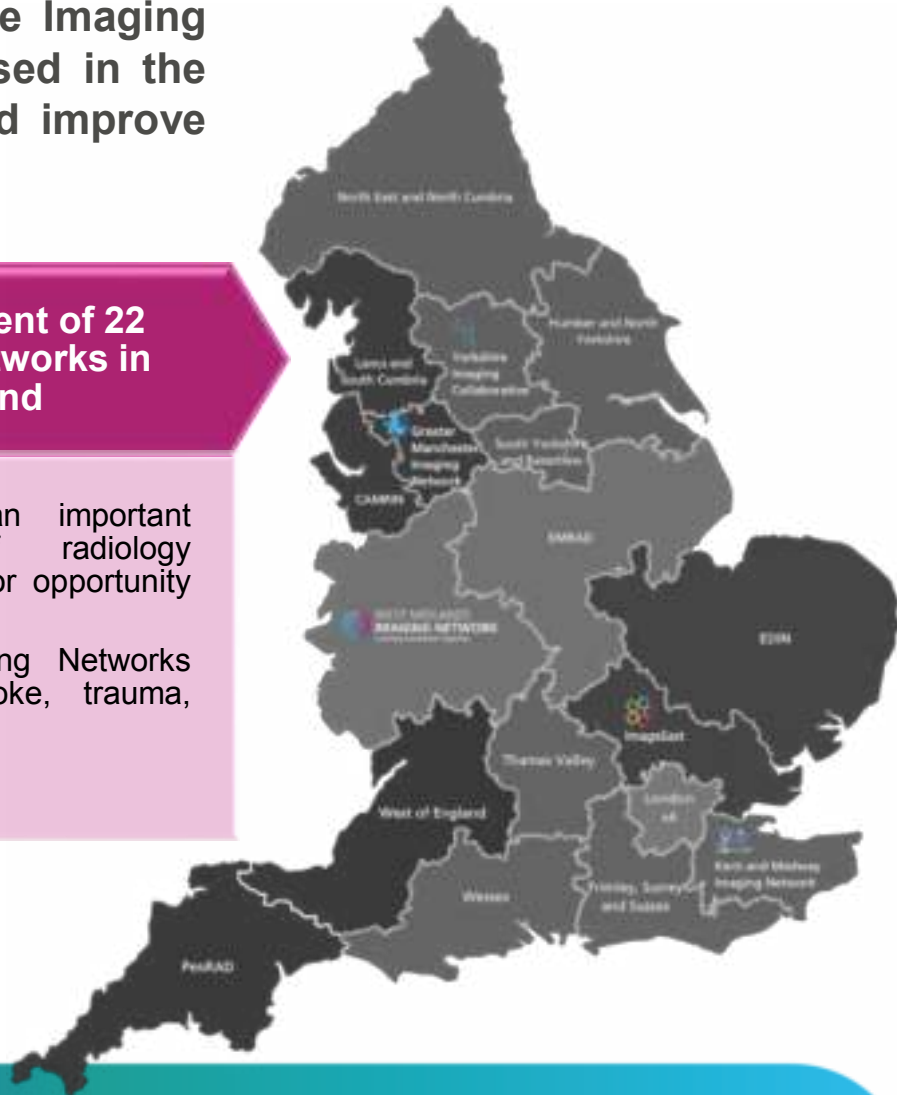 e Imaging
sed in the
d improve
ent of 22
tworks in
nd
an important
radiology
or opportunity
ng Networks
oke, trauma,
North East and North Cumbria
Humber and North
Yorkshire
Lancs and
South Cumbria
Yorkshire
Imaging
Collaborative
Greater
Manchester
Imaging
Network
South Yorkshire
and Bassetlaw
CAMRIN
EMRAD
WEST MIDLANDS
IMAGING NETWORK
EDIN
ImageEast
Thames Valley
London
x4
West of England
Kent and Medway
Imaging Network
Wessex
Frimley, Surrey
and Sussex
PenRAD